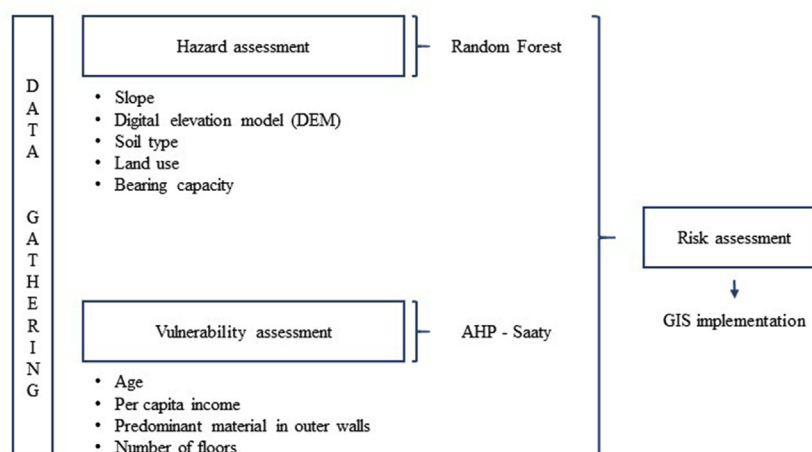 DATA GATHERING
Hazard assessment
Random Forest
• Slope
• Digital elevation model (DEM)
• Soil type
• Land use
• Bearing capacity
Vulnerability assessment
AHP - Saaty
• Age
• Per capita income
• Predominant material in outer walls
• Number of floors
Risk assessment
GIS implementation